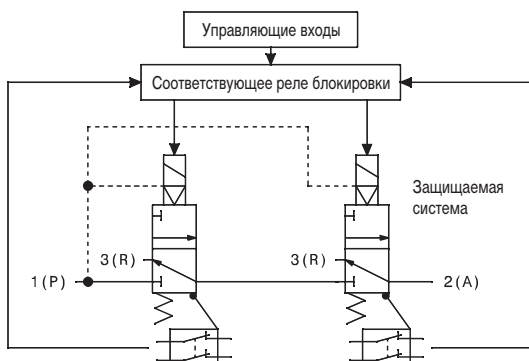 Управляющие входы
Соответствующее реле блокировки
Защищаемая
система
3(R)
3(R)
1(P)
2(A)